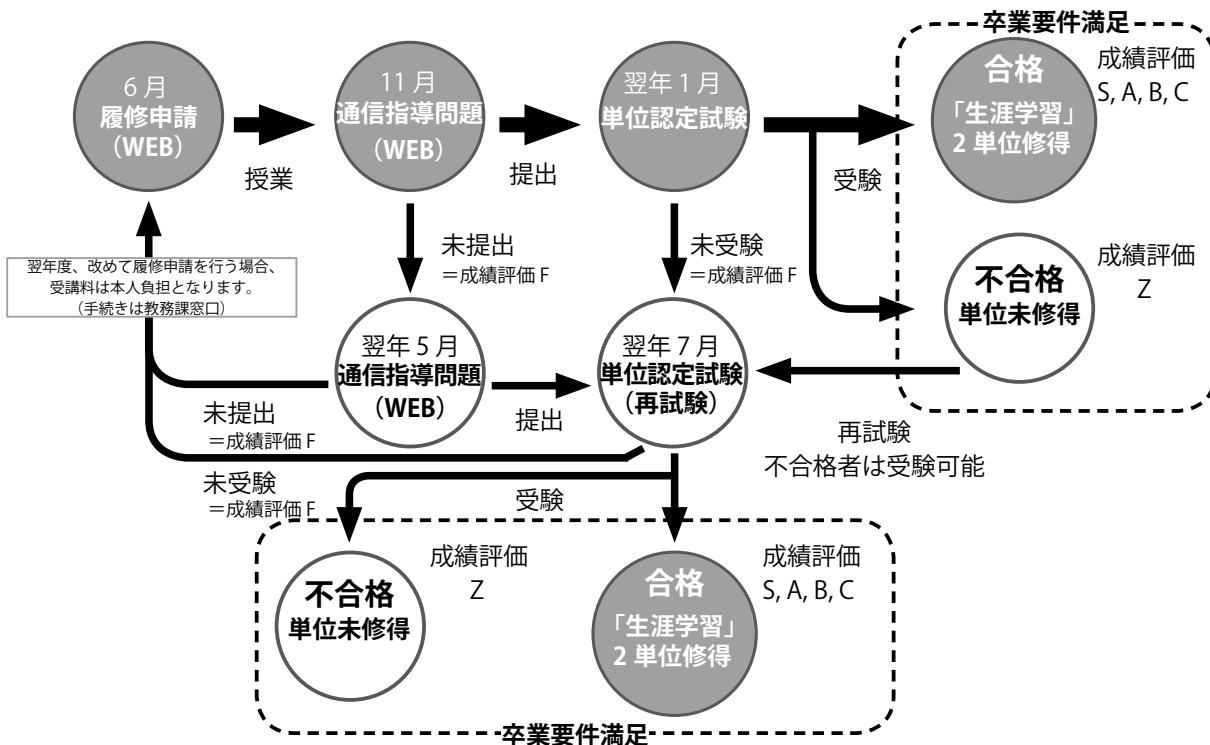 卒業要件満足
6 月
履修申請
（WEB）
授業
11 月
通信指導問題
（WEB）
提出
翌年 1 月
単位認定試験
受験
合格
「生涯学習」
2 単位修得
成績評価
S, A, B, C
翌年度、改めて履修申請を行う場合、
受講料は本人負担となります。
（手続きは教務課窓口）
未提出
＝成績評価 F
未受験
＝成績評価 F
不合格
単位未修得
成績評価
Z
翌年 5 月
通信指導問題
（WEB）
提出
翌年 7 月
単位認定試験
（再試験）
未提出
＝成績評価 F
再試験
不合格者は受験可能
未受験
＝成績評価 F
受験
不合格
単位未修得
成績評価
Z
合格
「生涯学習」
2 単位修得
成績評価
S, A, B, C
卒業要件満足